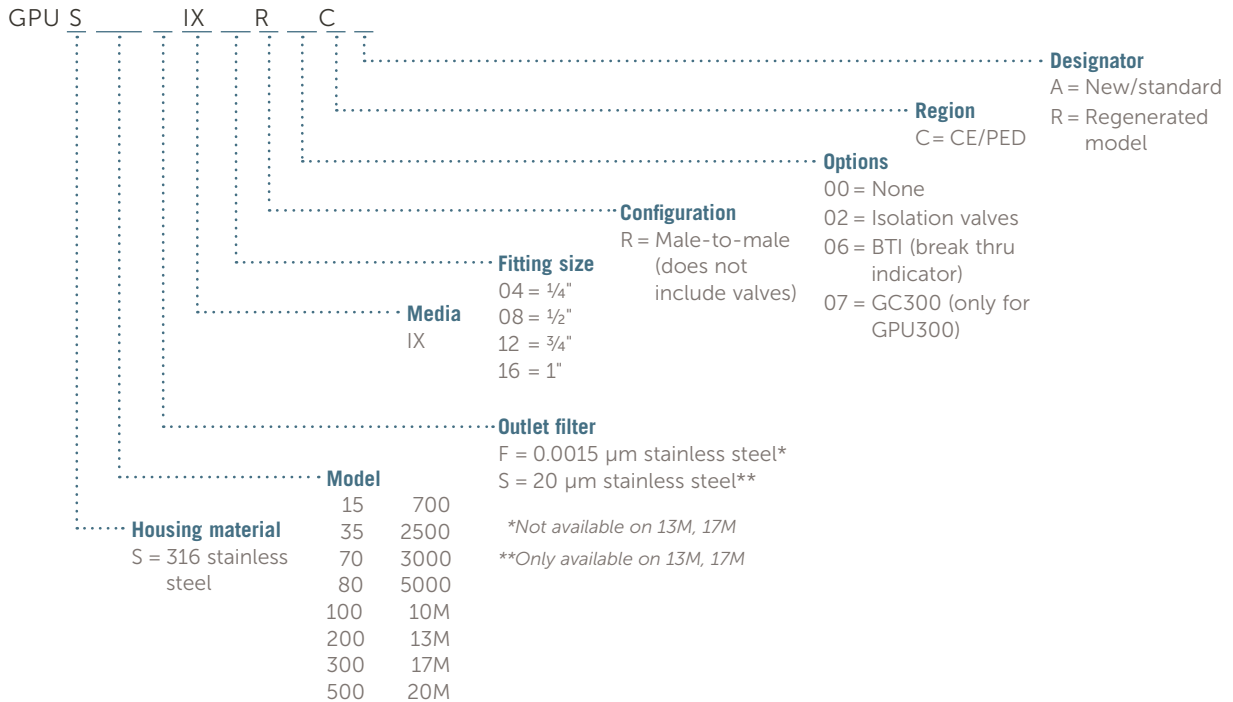 GPU S IX R C
Designator
A = New/standard
R = Regenerated
model
Region
C= CE/PED
Options
00 = None
02 = Isolation valves
06 = BTI (break thru
indicator)
07 = GC300 (only for
GPU300)
Configuration
R = Male-to-male
(does not
include valves)
Fitting size
04 = ¼"
08 = ½"
12 = ¾"
16 = 1"
Media
IX
Outlet filter
F = 0.0015 µm stainless steel*
S = 20 µm stainless steel**
*Not available on 13M, 17M
**Only available on 13M, 17M
Model
15 700
35 2500
70 3000
80 5000
100 10M
200 13M
300 17M
500 20M
Housing material
S = 316 stainless
steel